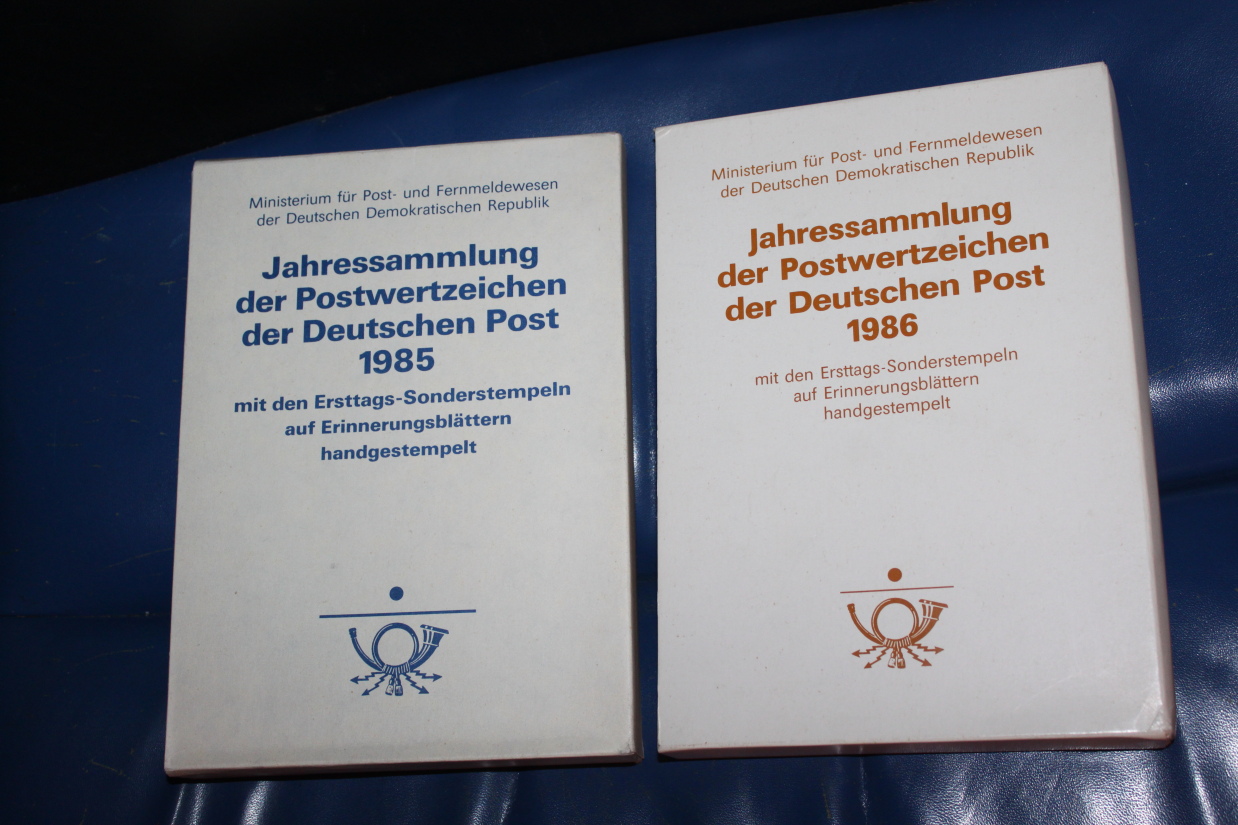 Ministerium für Post- und Fernmeldewesen
der Deutschen Demokratischen Republik
Jahressammlung
der Postwertzeichen
der Deutschen Post
1985
mit den Ersttags-Sonderstempeln
auf Erinnerungsblättern
handgestempelt
Ministerium für Post- und Fernmeldewesen
der Deutschen Demokratischen Republik
Jahressammlung
der Postwertzeichen
der Deutschen Post
1986
mit den Ersttags-Sonderstempeln
auf Erinnerungsblättern
handgestempelt